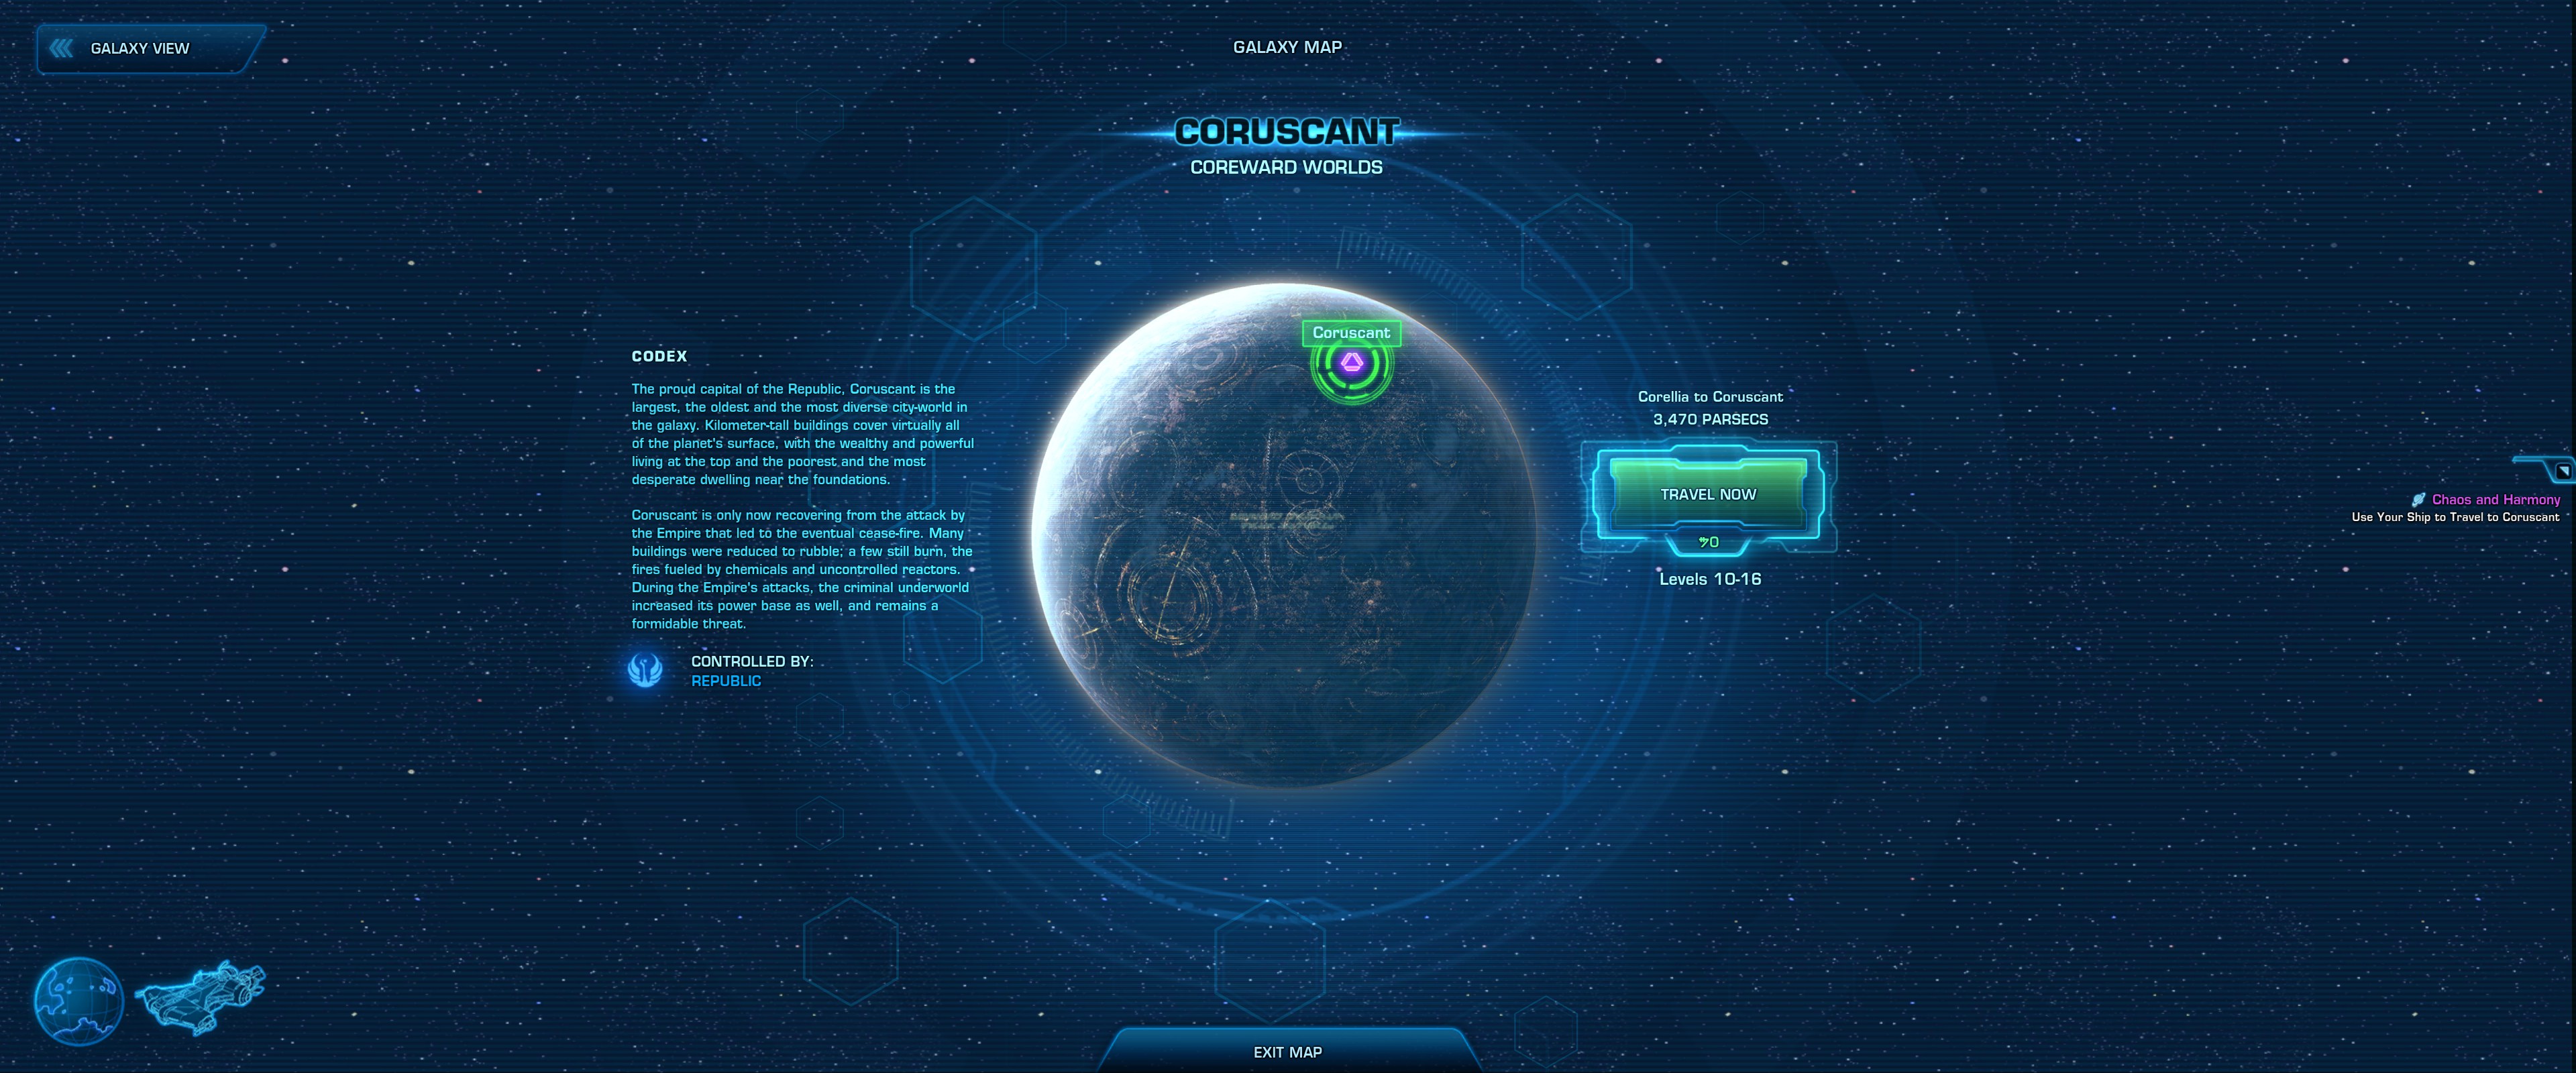 GALAXY VIEW
GALAXY MAP
CORUSCANT
COREWARD WORLDS
Coruscant
CODEX
The proud capital of the Republic, Coruscant is the
largest, the oldest and the most diverse city-world in
the galaxy. Kilometer-tall buildings cover virtually all
of the planet's surface, with the wealthy and powerful
living at the top and the poorest and the most
desperate dwelling near the foundations.
Coruscant is only now recovering from the attack by
the Empire that led to the eventual cease-fire. Many
buildings were reduced to rubble; a few still burn, the
fires fueled by chemicals and uncontrolled reactors.
During the Empire's attacks, the criminal underworld
increased its power base as well, and remains a
formidable threat.
CONTROLLED BY:
REPUBLIC
Corellia to Coruscant
3,470 PARSECS
TRAVEL NOW
0
Levels 10-16
Chaos and Harmony
Use Your Ship to Travel to Coruscant
EXIT MAP